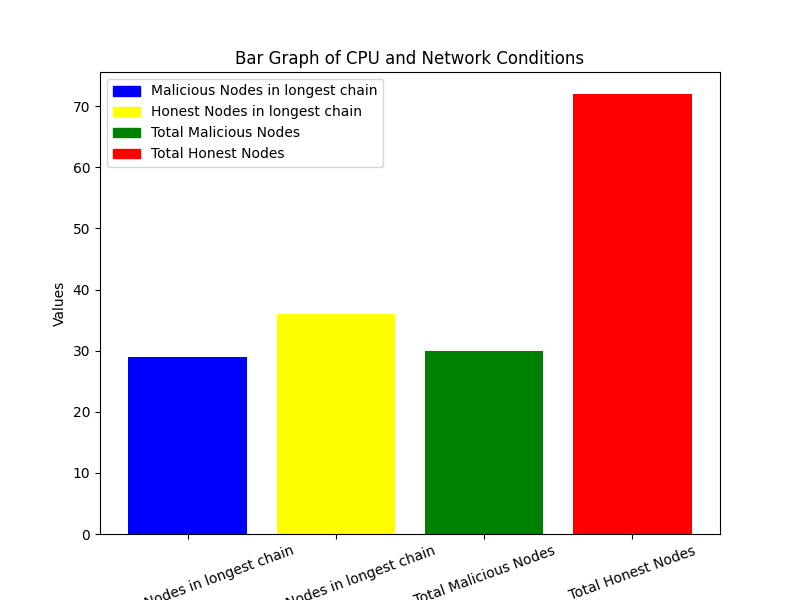 Bar Graph of CPU and Network Conditions
Malicious Nodes in longest chain
Honest Nodes in longest chain
Total Malicious Nodes
Total Honest Nodes
70
60
50
40
30
20
10
0
Values
Nodes in longest chain
Nodes in longest chain
Total Malicious Nodes
Total Honest Nodes